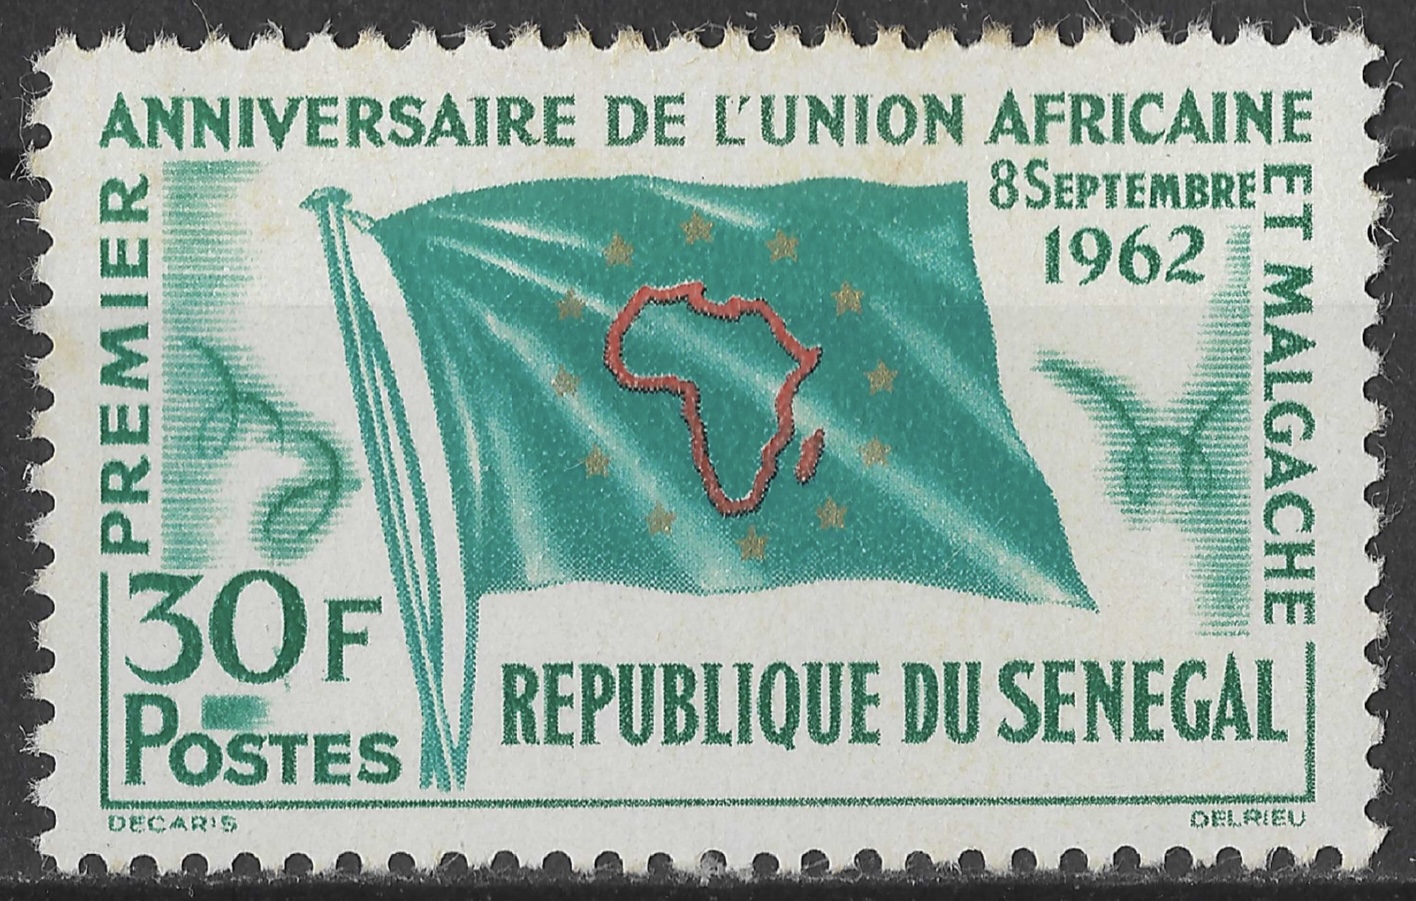 PREMIER
ANNIVERSAIRE DE L'UNION AFRICAINE
ET MALGACHE
8 SEPTEMBRE
1962
30F
POSTES
REPUBLIQUE DU SENEGAL
DECARIS
DELRIEU